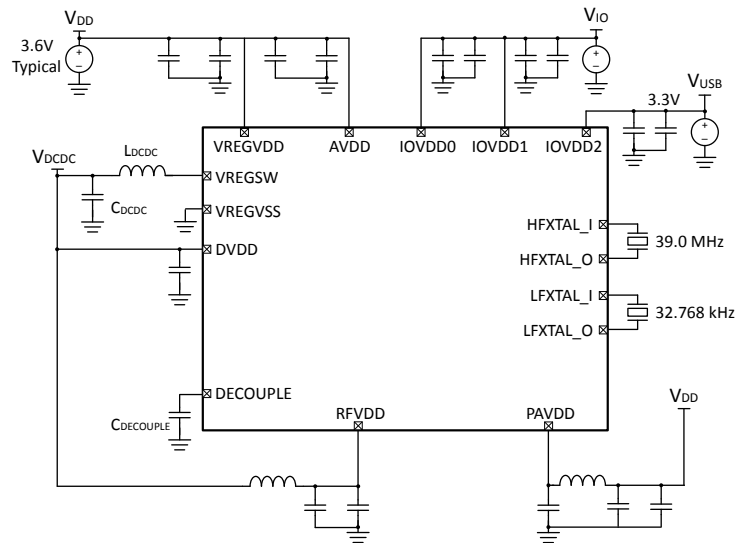 VDD
VIO
3.6V
Typical
+
-
+
-
VUSB
3.3V
+
-
VREGVDD
AVDD
IOVDD0
IOVDD1
IOVDD2
VDCDC
LDCDC
VREGSW
CDCDC
VREGVSS
DVDD
HFXTAL_I
39.0 MHz
HFXTAL_O
LFXTAL_I
32.768 kHz
LFXTAL_O
DECOUPLE
CDECOUPLE
RFVDD
PAVDD
VDD